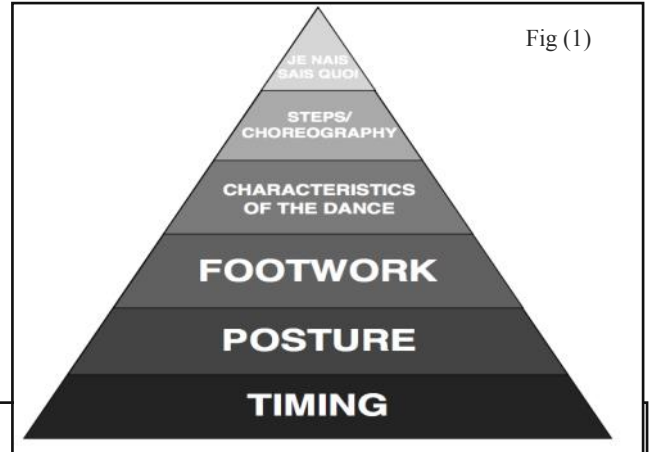 Fig (1)
JE NAIS
SAIS QUOI
STEPS/
CHOREOGRAPHY
CHARACTERISTICS
OF THE DANCE
FOOTWORK
POSTURE
TIMING